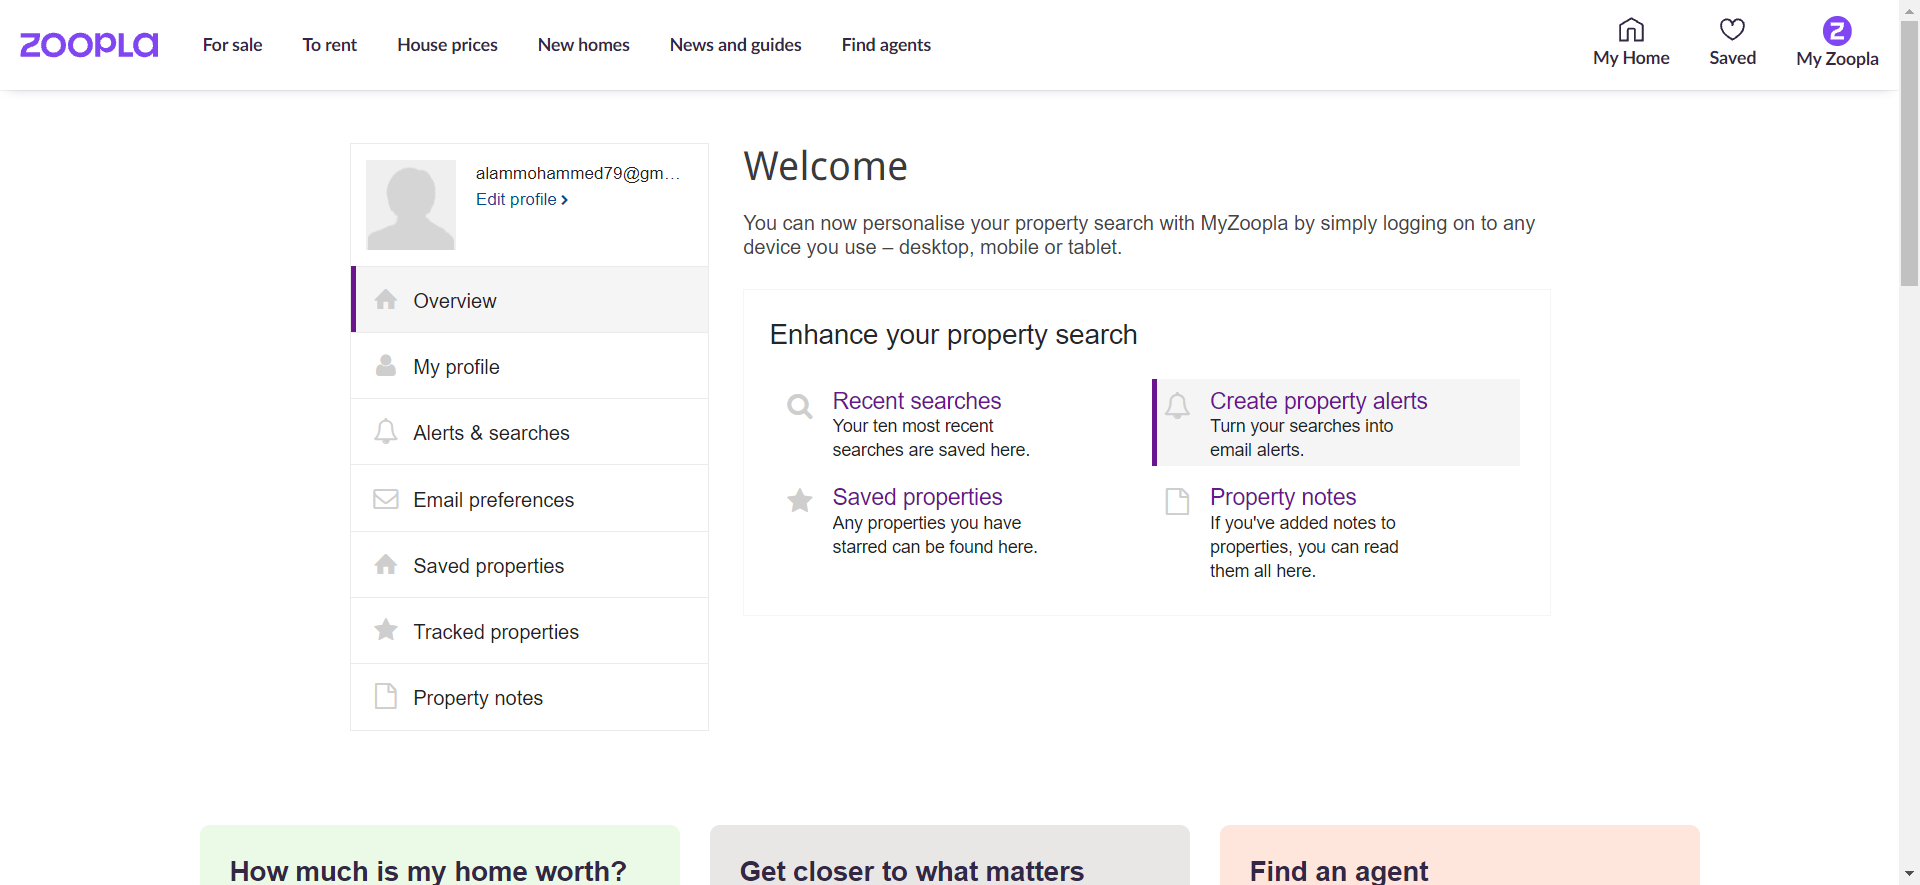 ZOOPLA
For sale
To rent
House prices
New homes
News and guides
Find agents
My Home
Saved
My Zoopla
alammohammed79@gm...
Edit profile
Overview
My profile
Alerts & searches
Email preferences
Saved properties
Tracked properties
Property notes
Welcome
You can now personalise your property search with MyZoopla by simply logging on to any
device you use – desktop, mobile or tablet.
Enhance your property search
Recent searches
Your ten most recent
searches are saved here.
Create property alerts
Turn your searches into
email alerts.
Saved properties
Any properties you have
starred can be found here.
Property notes
If you've added notes to
properties, you can read
them all here.
How much is my home worth?
Get closer to what matters
Find an agent